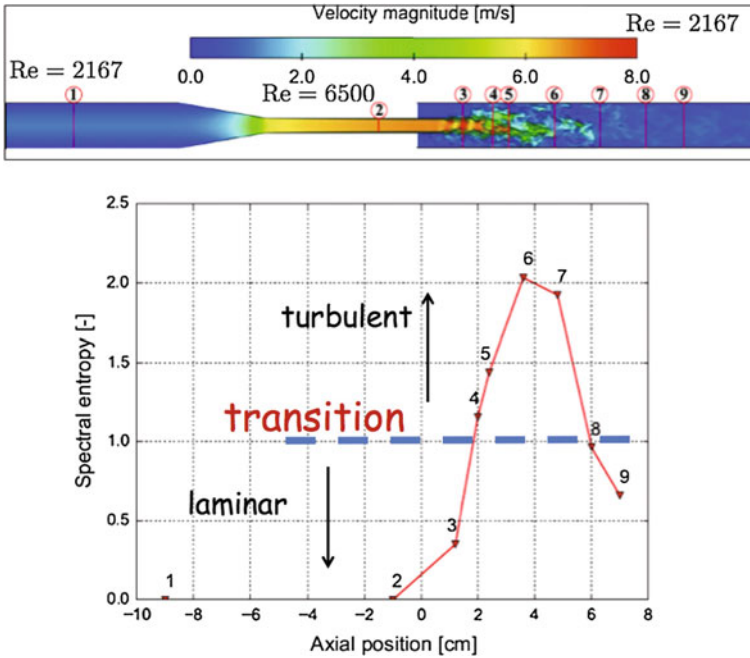 Velocity magnitude [m/s]
Re = 2167
Re = 2167
0.0 2.0 4.0 6.0 8.0
Re = 6500
1 2 3 4 5 6 7 8 9
2.5
2.0
1.5
1.0
0.5
0.0
Spectral entropy [-]
turbulent
transition
laminar
1 2 3 4 5 6 7 8 9
−10 −8 −6 −4 −2 0 2 4 6 8
Axial position [cm]